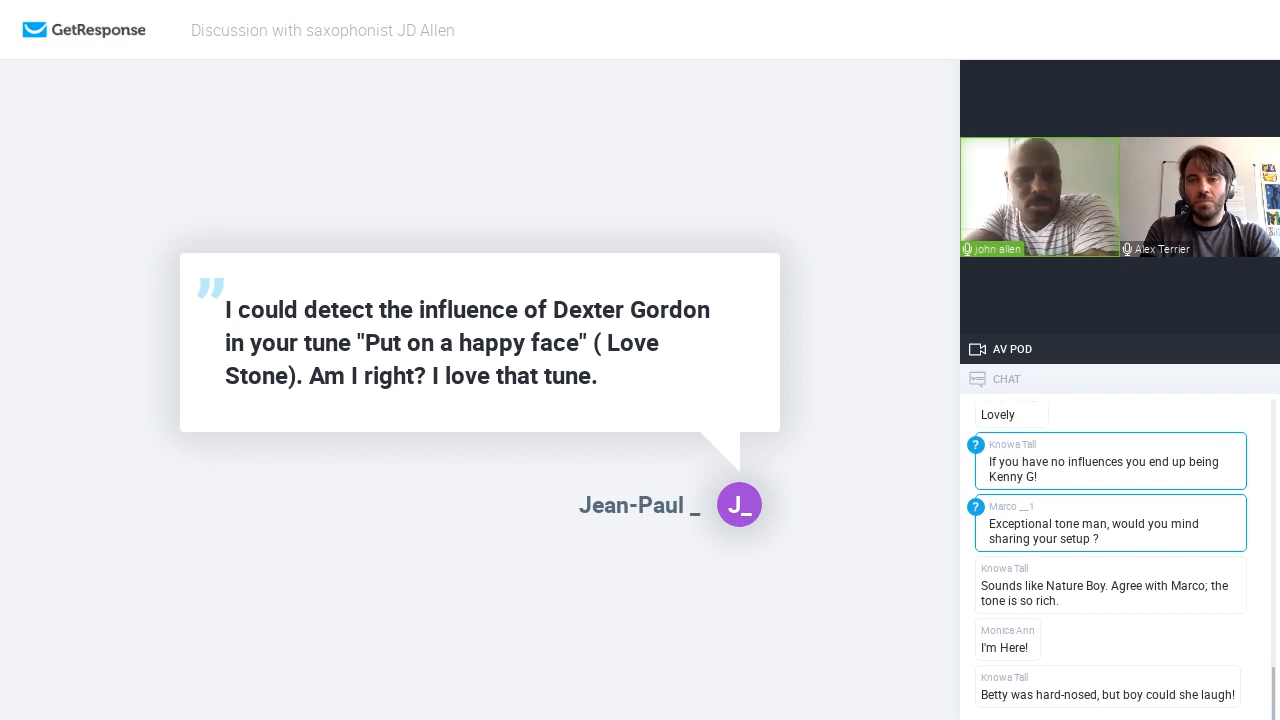 GetResponse
Discussion with saxophonist JD Allen
I could detect the influence of Dexter Gordon
in your tune "Put on a happy face" ( Love
Stone). Am I right? I love that tune.
Jean-Paul _
J_
john allen
Alex Terrier
AV POD
CHAT
Lovely
?
Knowa Tall
If you have no influences you end up being
Kenny G!
?
Marco __1
Exceptional tone man, would you mind
sharing your setup ?
Knowa Tall
Sounds like Nature Boy. Agree with Marco; the
tone is so rich.
Monica Ann
I'm Here!
Knowa Tall
Betty was hard-nosed, but boy could she laugh!